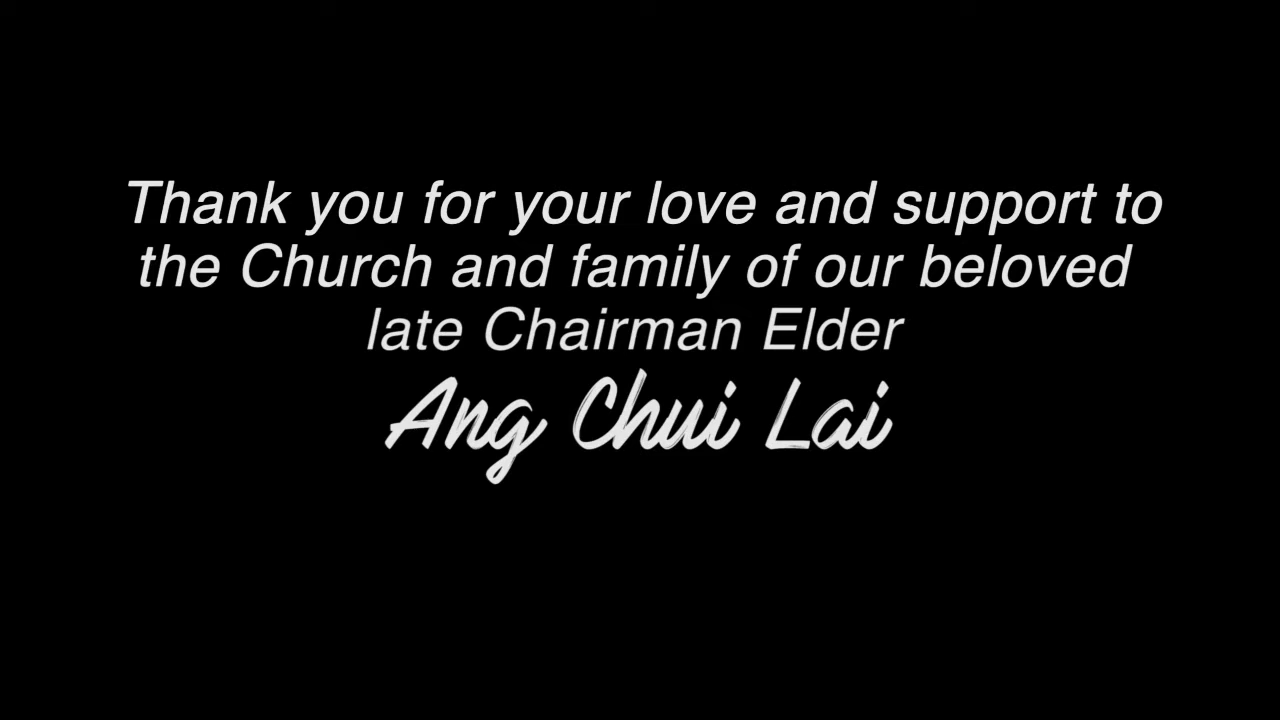 Thank you for your love and support to
the Church and family of our beloved
late Chairman Elder
Ang Chui Lai